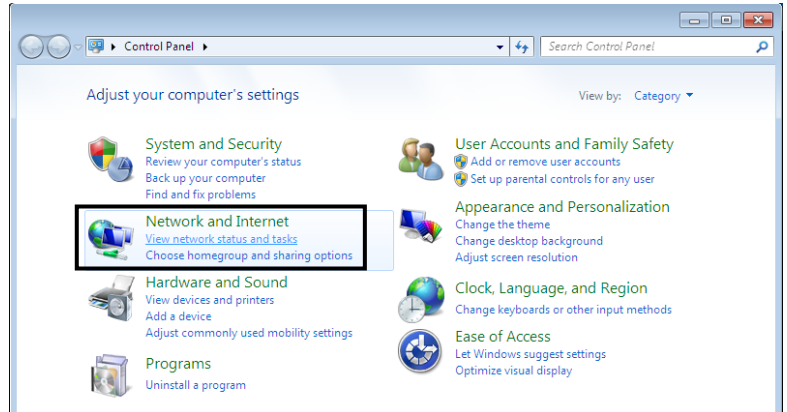 Control Panel
Search Control Panel
Adjust your computer's settings
View by: Category
System and Security
Review your computer's status
Back up your computer
Find and fix problems
Network and Internet
View network status and tasks
Choose homegroup and sharing options
Hardware and Sound
View devices and printers
Add a device
Adjust commonly used mobility settings
Programs
Uninstall a program
User Accounts and Family Safety
Add or remove user accounts
Set up parental controls for any user
Appearance and Personalization
Change the theme
Change desktop background
Adjust screen resolution
Clock, Language, and Region
Change keyboards or other input methods
Ease of Access
Let Windows suggest settings
Optimize visual display